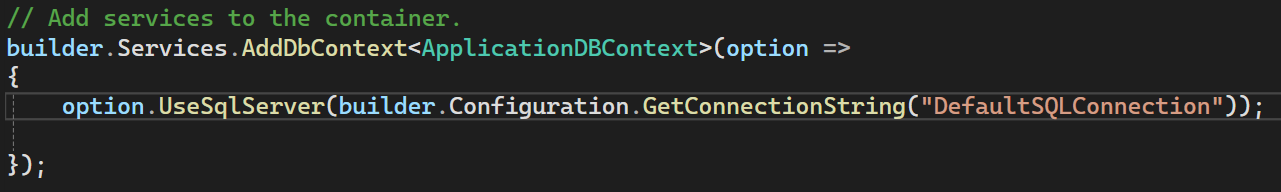 // Add services to the container.
builder.Services.AddDbContext<ApplicationDBContext>(option =>
{
    option.UseSqlServer(builder.Configuration.GetConnectionString("DefaultSQLConnection"));
});